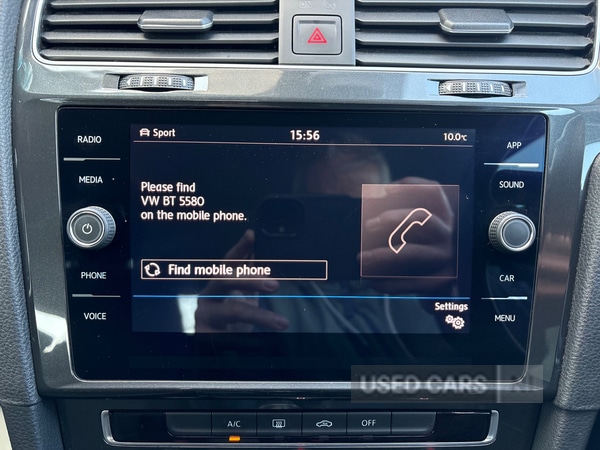 RADIO
MEDIA
PHONE
VOICE
Sport
15:56
10.0°C
Please find
VW BT 5580
on the mobile phone.
Find mobile phone
Settings
APP
SOUND
CAR
MENU
USED CARS
A/C
OFF